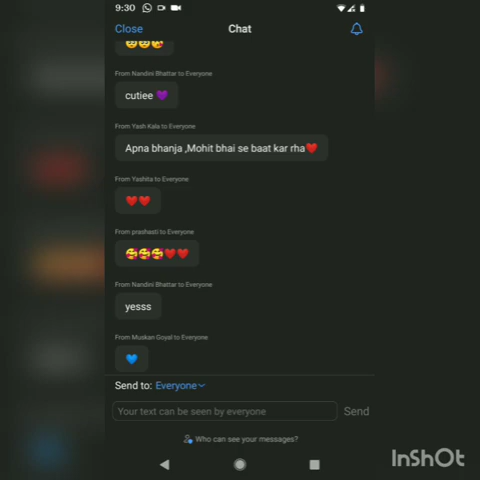 9:30
Close
Chat
🥺🥺😘
From Nandini Bhattar to Everyone
cutiee 💜
From Yash Kala to Everyone
Apna bhanja ,Mohit bhai se baat kar rha❤️
From Yashita to Everyone
❤️❤️
From prashasti to Everyone
🥰🥰🥰❤️❤️
From Nandini Bhattar to Everyone
yesss
From Muskan Goyal to Everyone
💙
Send to: Everyone
Your text can be seen by everyone
Send
Who can see your messages?
InShOt